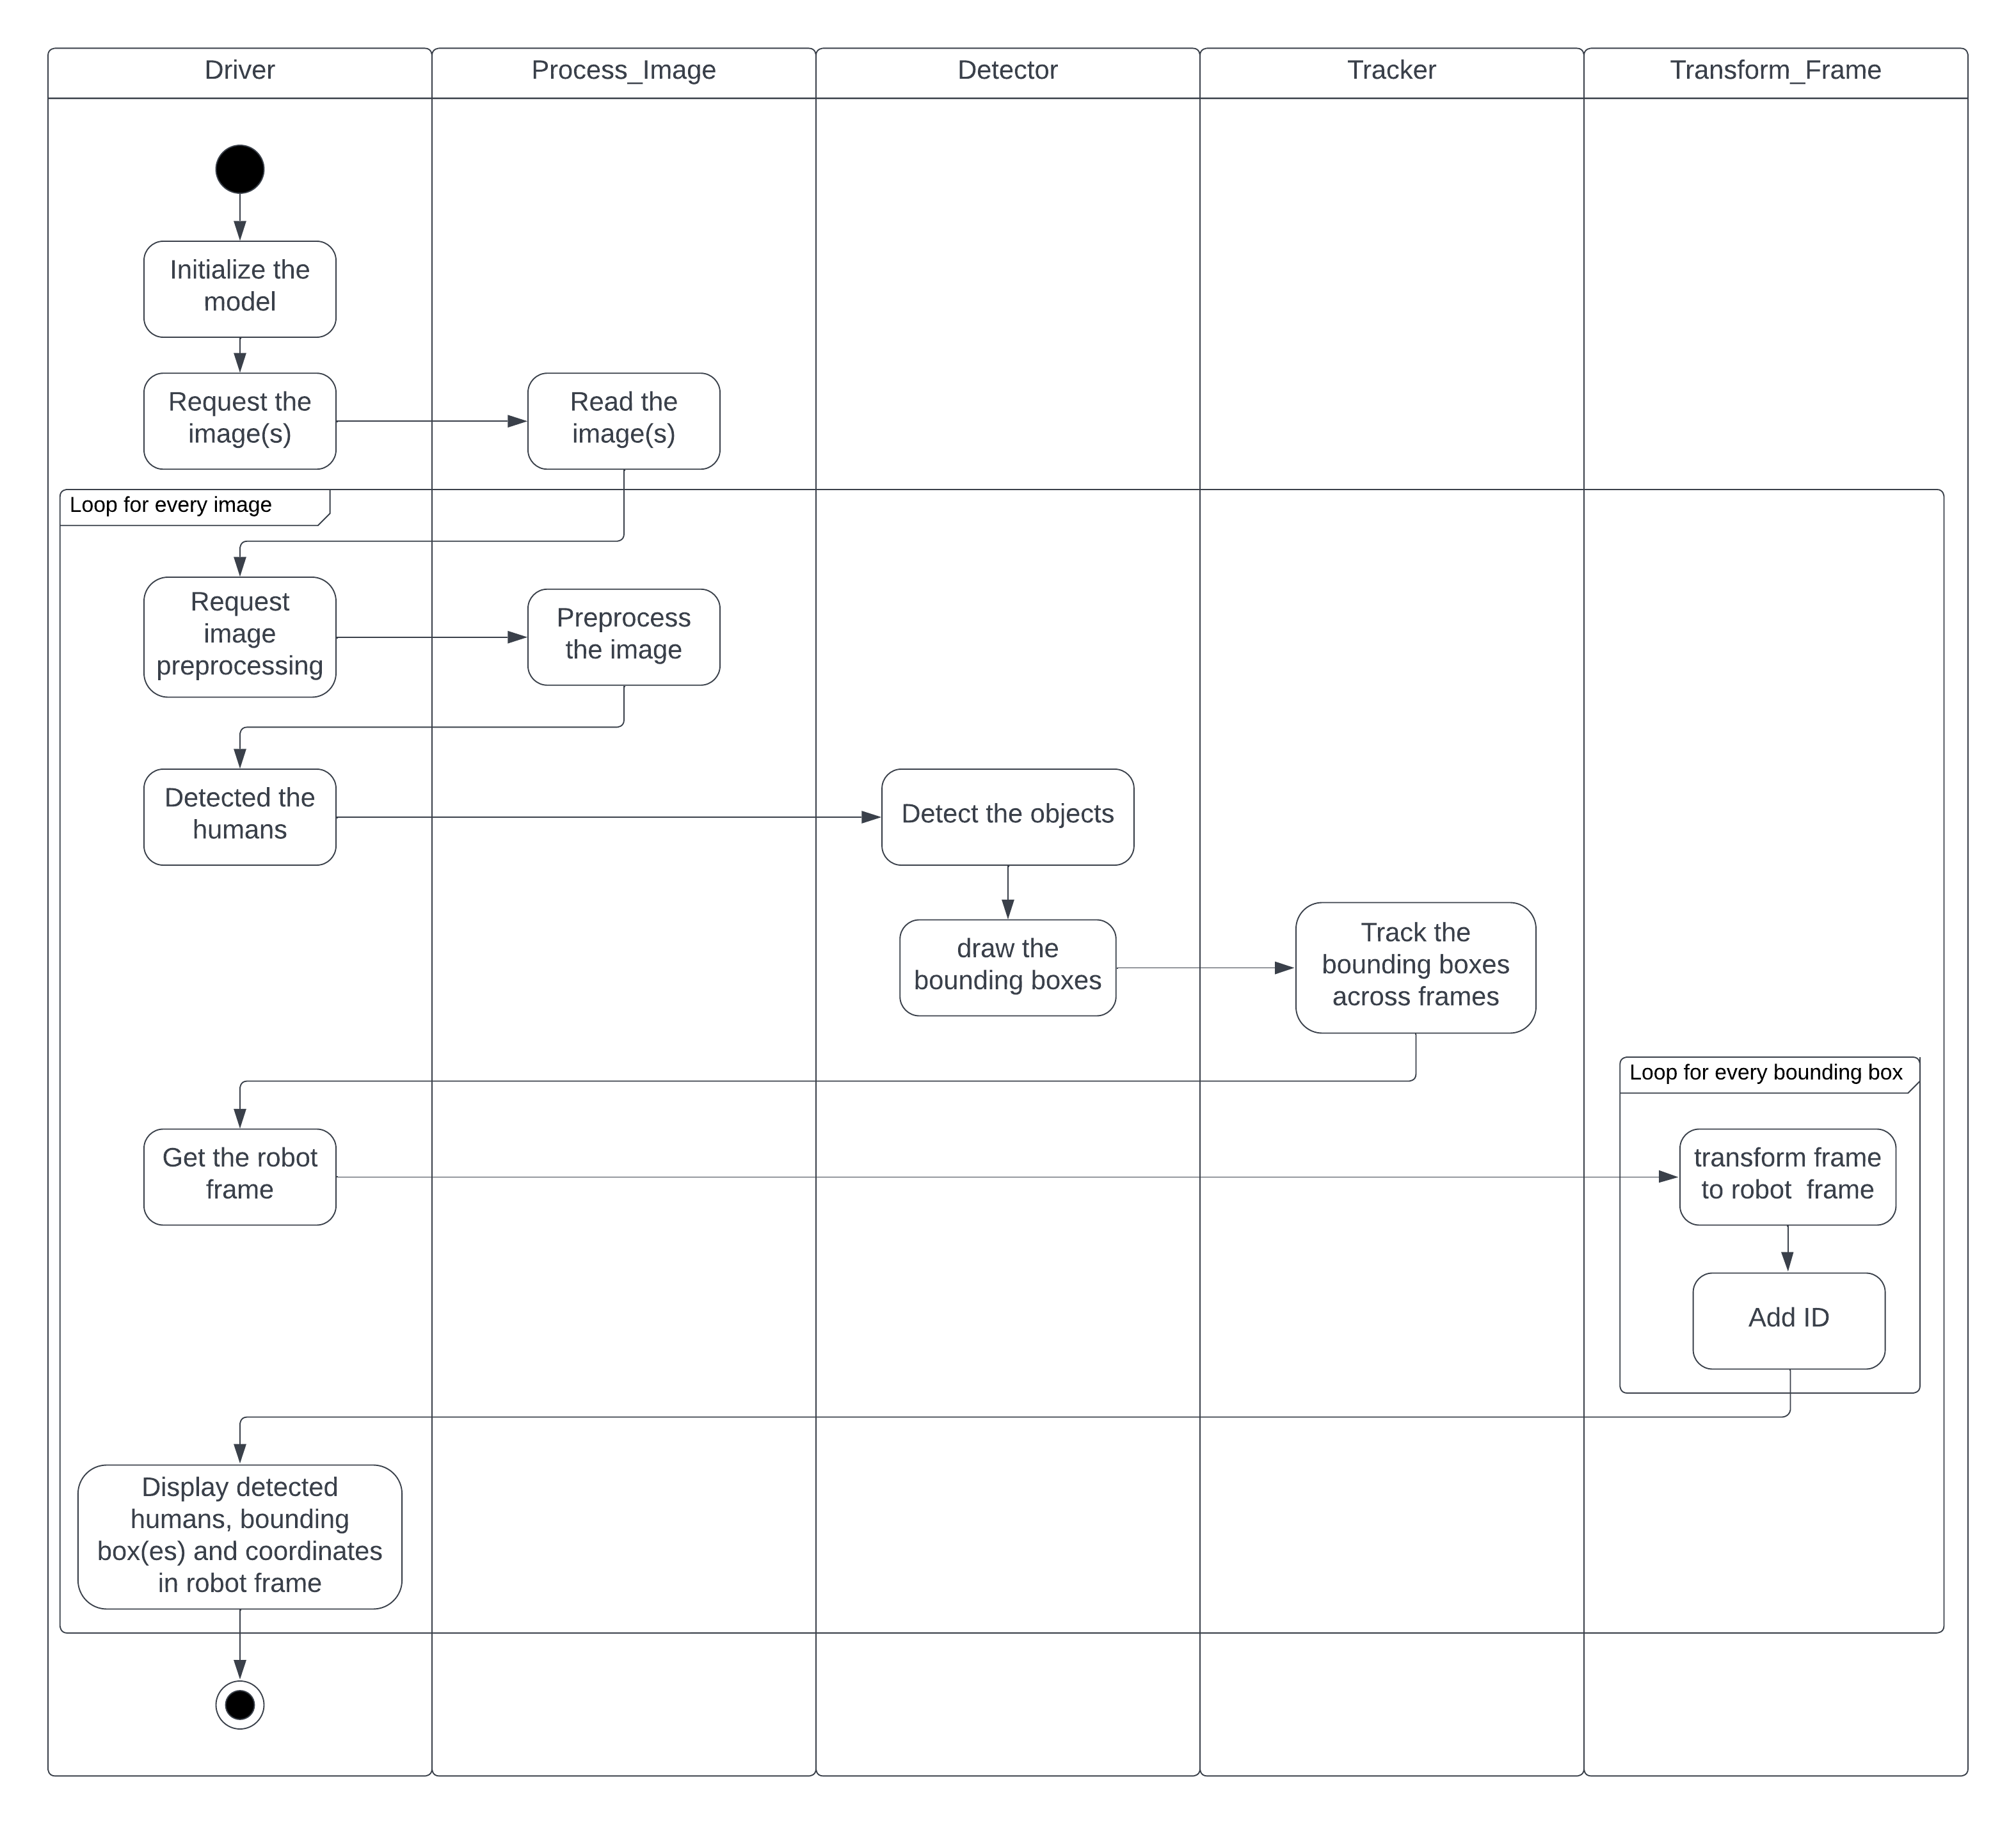 Driver
Process_Image
Detector
Tracker
Transform_Frame
Initialize the
model
Request the
image(s)
Read the
image(s)
Loop for every image
Request
image
preprocessing
Preprocess
the image
Detected the
humans
Detect the objects
draw the
bounding boxes
Track the
bounding boxes
across frames
Loop for every bounding box
Get the robot
frame
transform frame
to robot  frame
Add ID
Display detected
humans, bounding
box(es) and coordinates
in robot frame